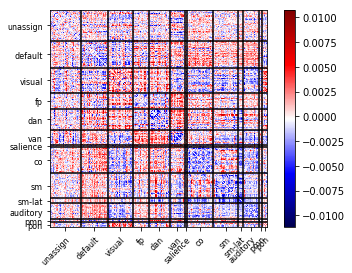 unassign
default
visual
fp
dan
van
salience
co
sm
sm-lat
auditory
pmn
pon
unassign
default
visual
fp
dan
van
salience
co
sm
sm-lat
auditory
0.0100
0.0075
0.0050
0.0025
0.0000
−0.0025
−0.0050
−0.0075
−0.0100